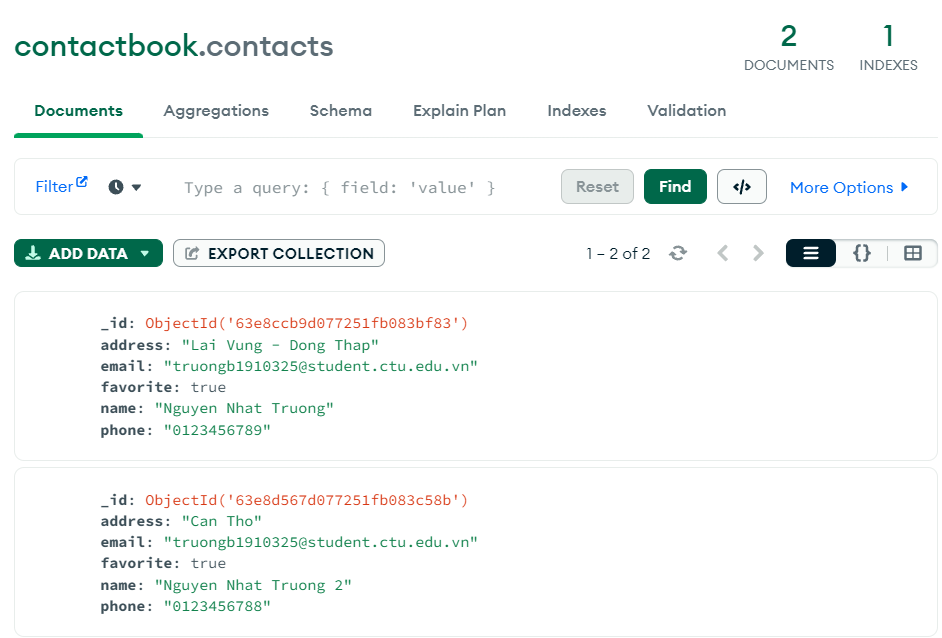 contactbook.contacts
2 DOCUMENTS
1 INDEXES
Documents Aggregations Schema Explain Plan Indexes Validation
Filter Type a query: { field: 'value' } Reset Find </> More Options
ADD DATA EXPORT COLLECTION 1 – 2 of 2 {}
_id: ObjectId('63e8ccb9d077251fb083bf83')
address: "Lai Vung - Dong Thap"
email: "truongb1910325@student.ctu.edu.vn"
favorite: true
name: "Nguyen Nhat Truong"
phone: "0123456789"
_id: ObjectId('63e8d567d077251fb083c58b')
address: "Can Tho"
email: "truongb1910325@student.ctu.edu.vn"
favorite: true
name: "Nguyen Nhat Truong 2"
phone: "0123456788"